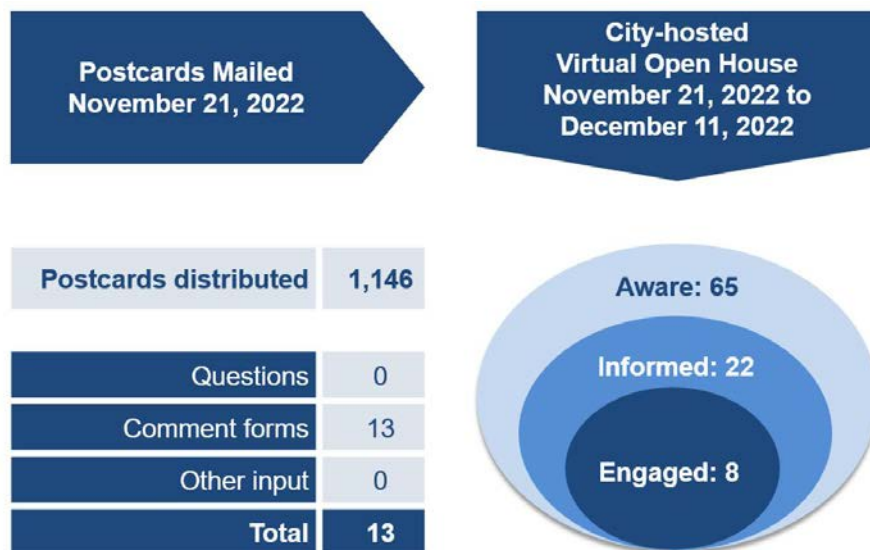 Postcards Mailed
November 21, 2022
City-hosted
Virtual Open House
November 21, 2022 to
December 11, 2022
Postcards distributed 1,146
Questions 0
Comment forms 13
Other input 0
Total 13
Aware: 65
Informed: 22
Engaged: 8